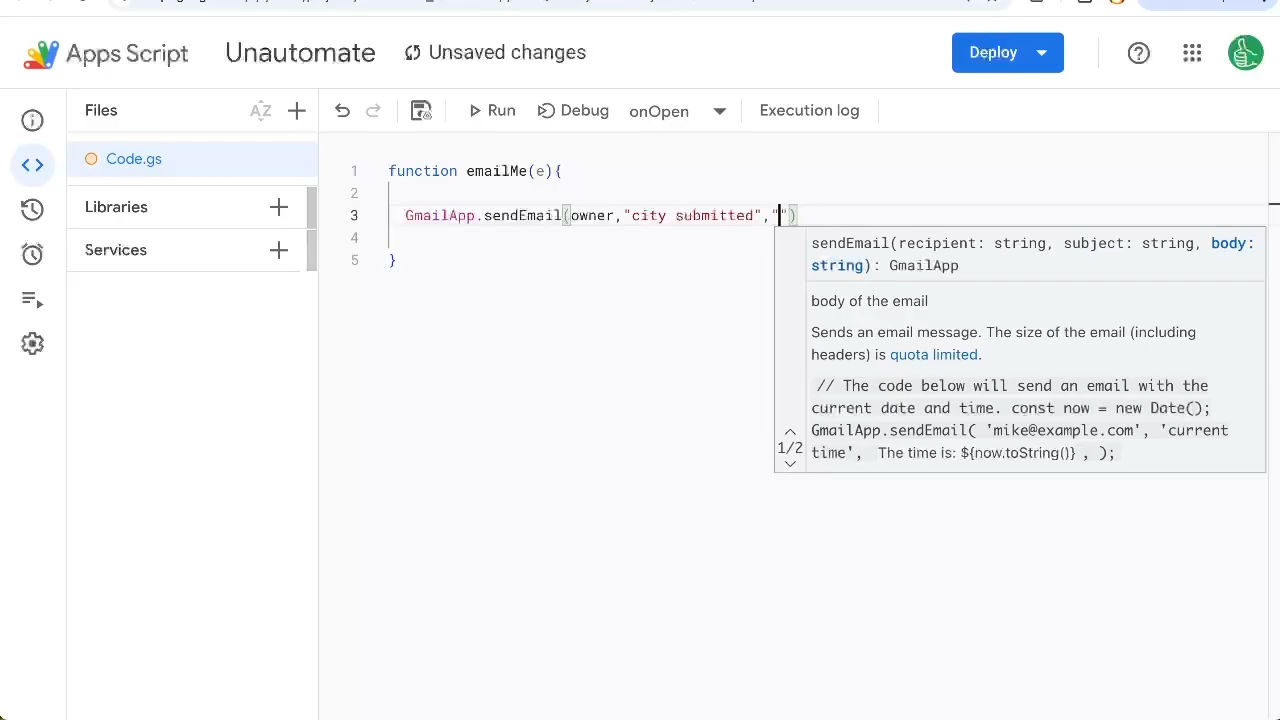 Apps Script
Unautomate
Unsaved changes
Deploy
Files
AZ
Run
Debug
onOpen
Execution log
Code.gs
Libraries
Services
1 function emailMe(e){
2
3 GmailApp.sendEmail(owner,"city submitted","")
4
5 }
sendEmail(recipient: string, subject: string, body:
string): GmailApp
body of the email
Sends an email message. The size of the email (including
headers) is quota limited.
// The code below will send an email with the
current date and time. const now = new Date();
GmailApp.sendEmail( 'mike@example.com', 'current
time', The time is: ${now.toString()} , );
1/2